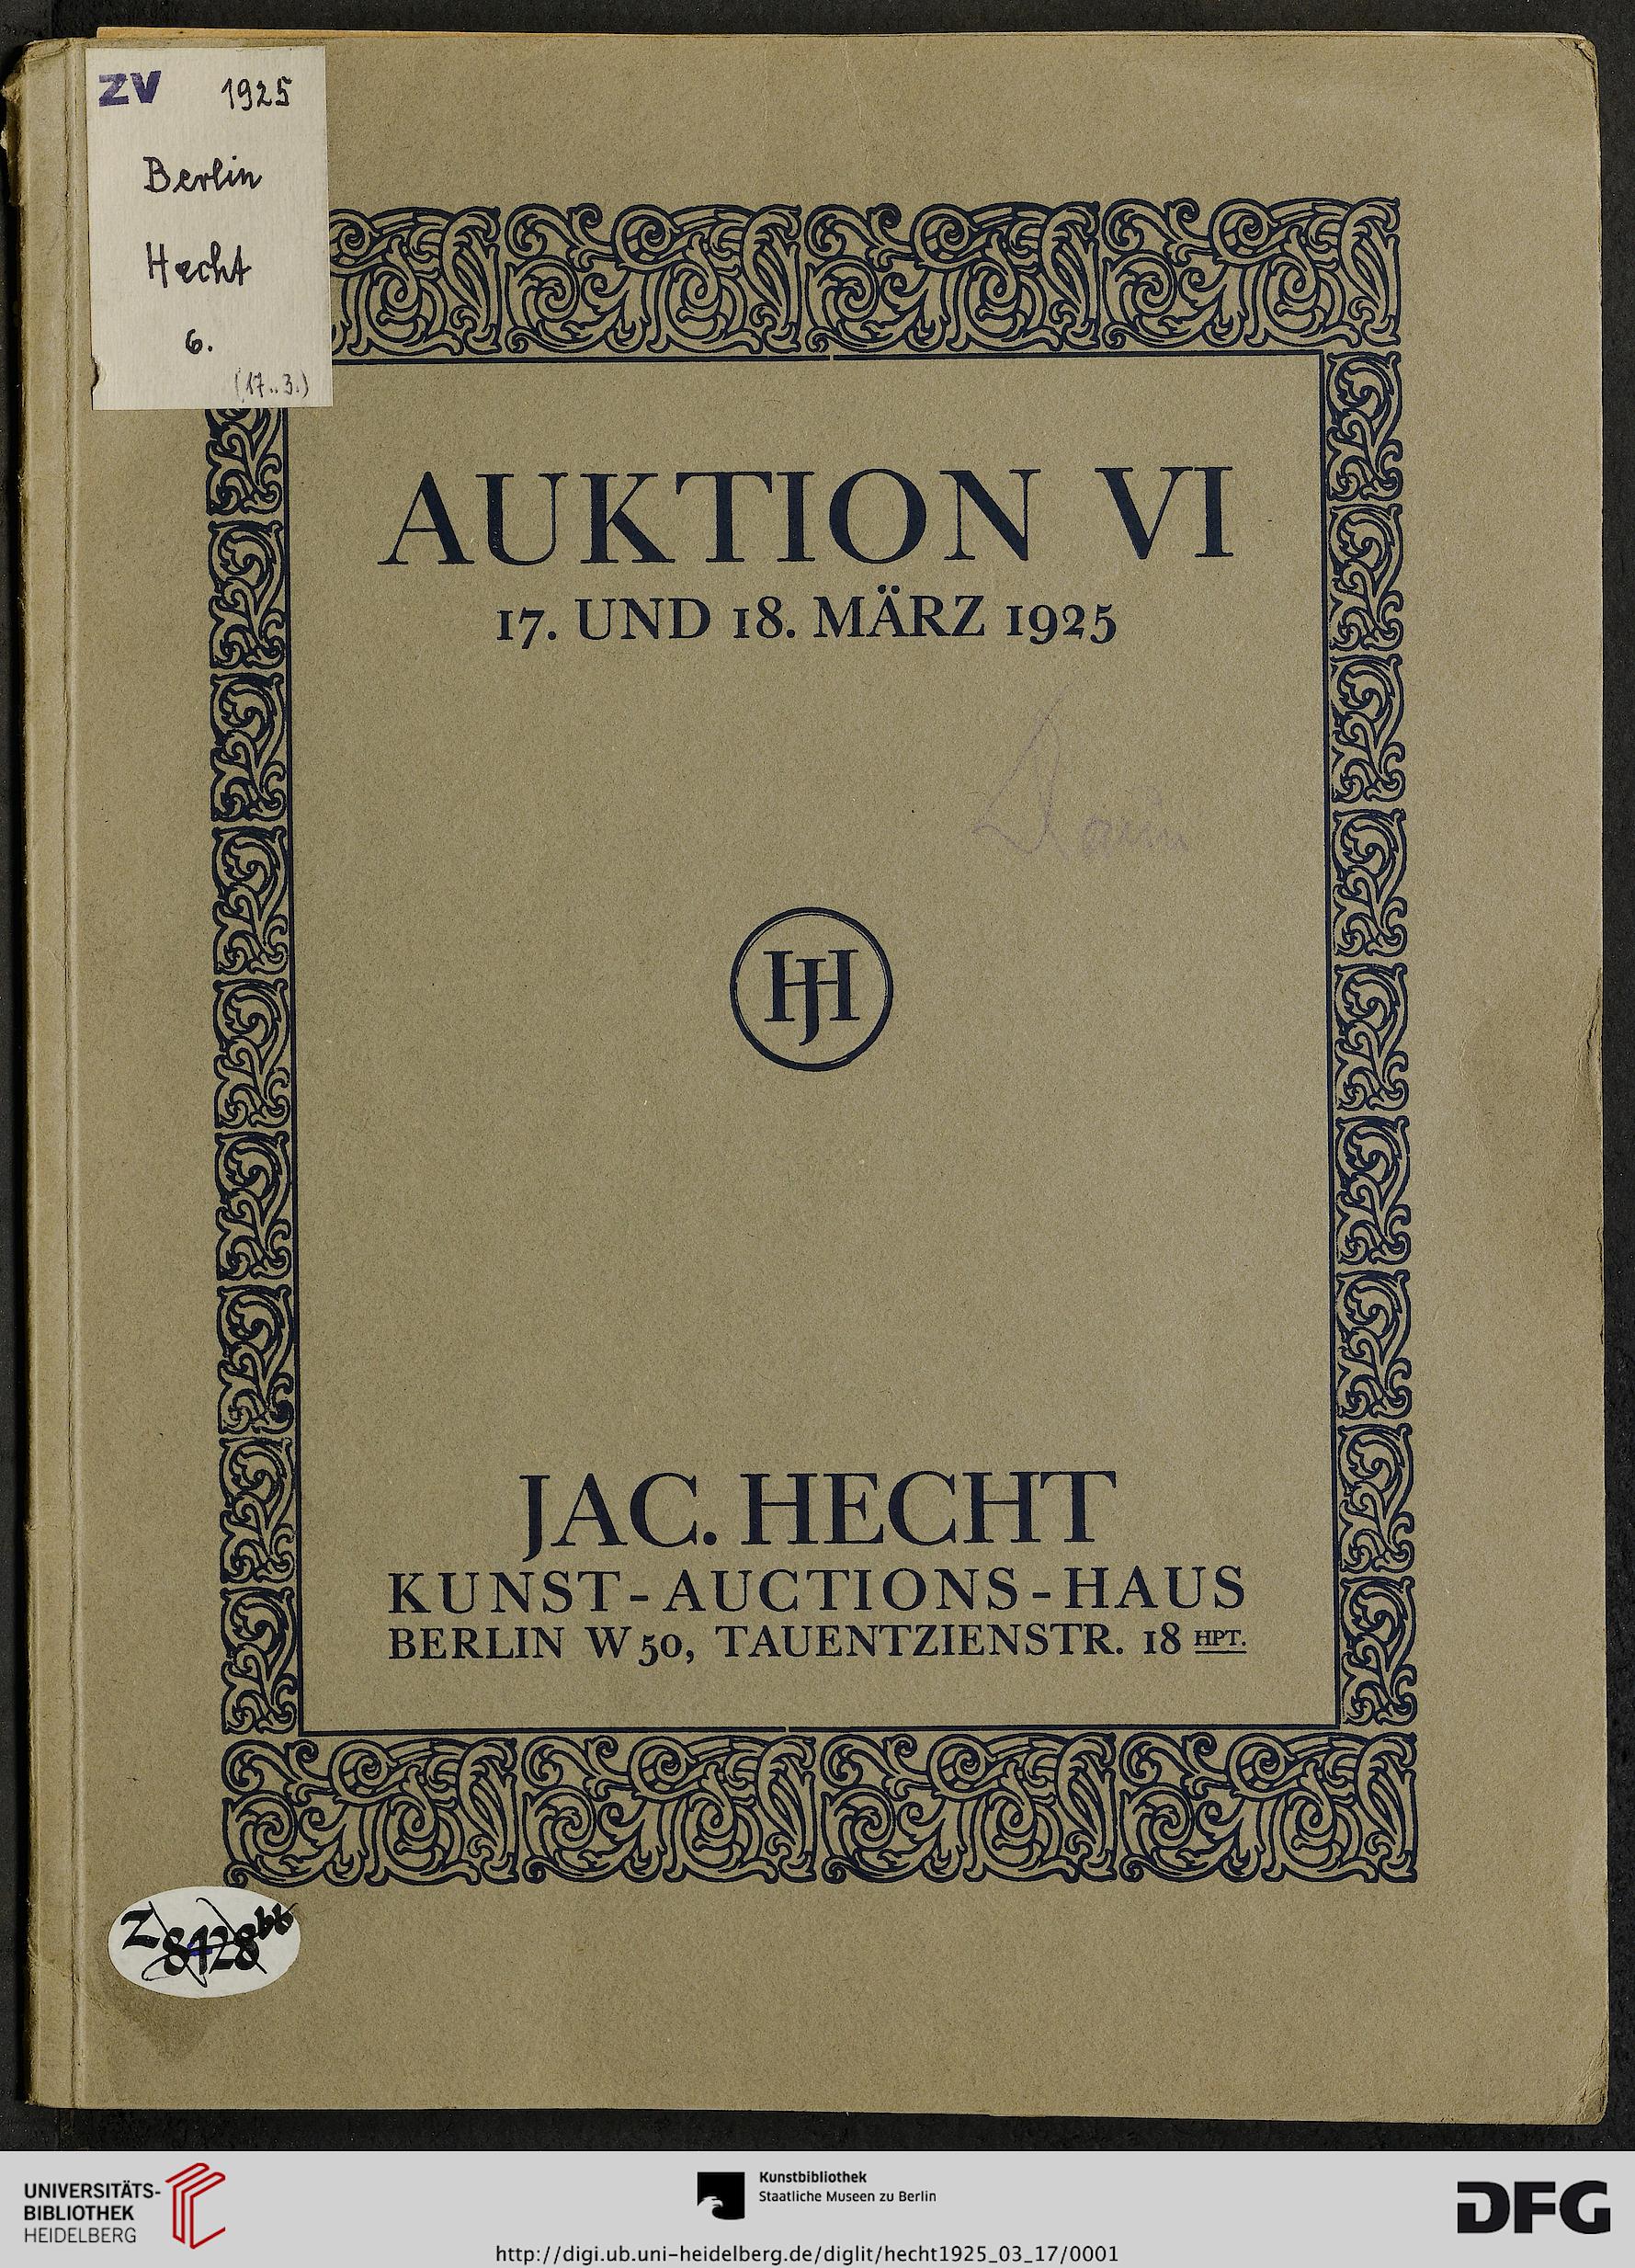 ZV 1925
Berlin
Hecht
6.
(17..3.)
AUKTION VI
17. UND 18. MÄRZ 1925
HJ
JAC. HECHT
KUNST-AUCTIONS-HAUS
BERLIN W 50, TAUENTZIENSTR. 18 HPT.
Z 8128 bb
UNIVERSITÄTS-
BIBLIOTHEK
HEIDELBERG
Kunstbibliothek
Staatliche Museen zu Berlin
DFG
http://digi.ub.uni-heidelberg.de/diglit/hecht1925_03_17/0001